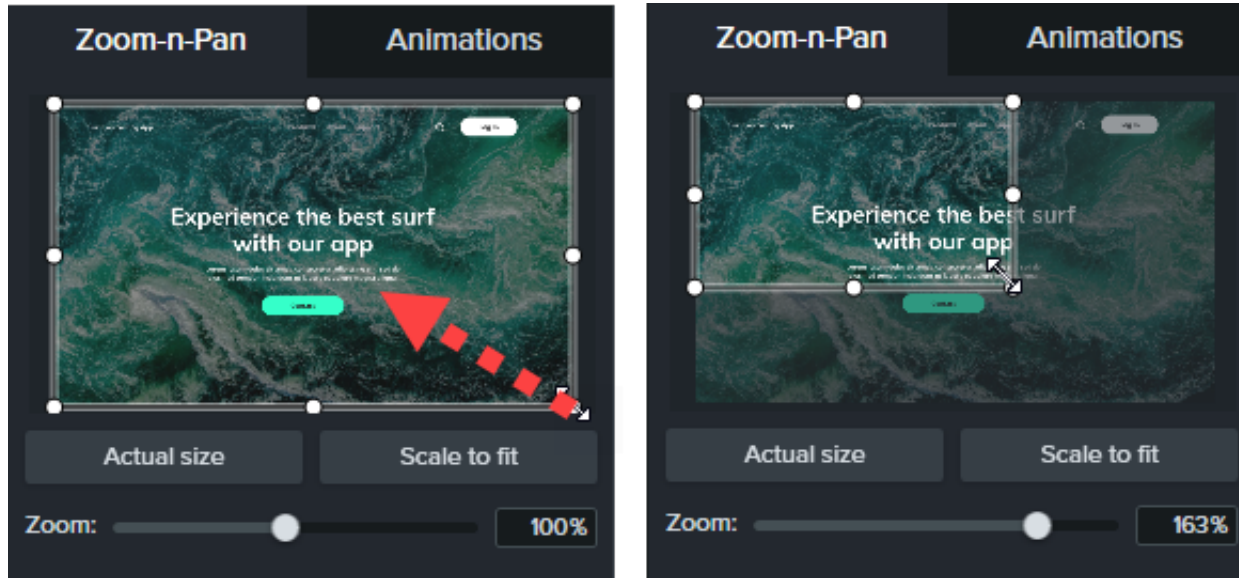 Zoom-n-Pan Animations
Experience the best surf
with our app
Actual size Scale to fit
Zoom: 100%
Zoom-n-Pan Animations
Experience the best surf
with our app
Actual size Scale to fit
Zoom: 163%